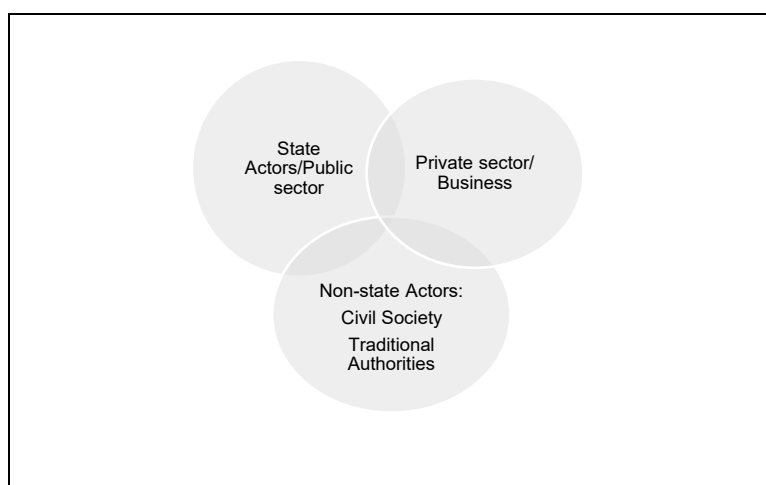 State
Actors/Public
sector
Private sector/
Business
Non-state Actors:
Civil Society
Traditional
Authorities